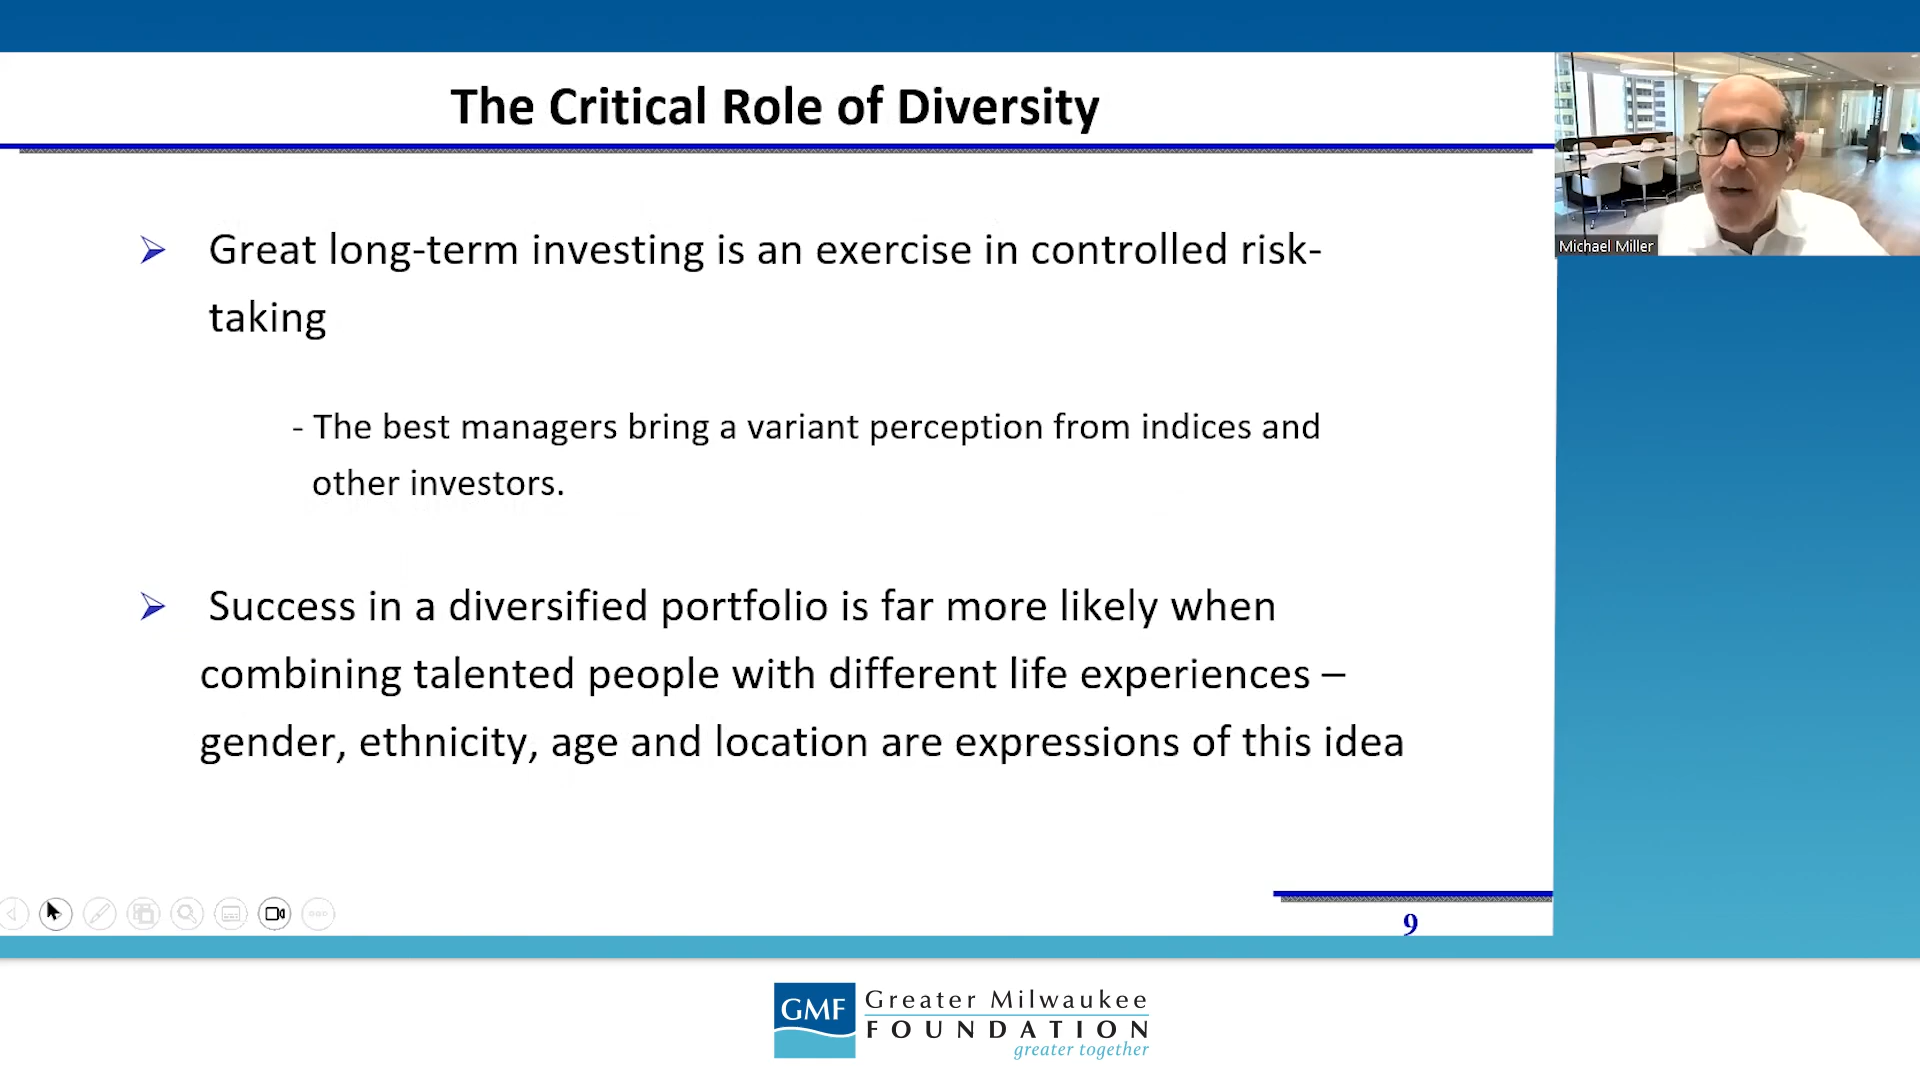 The Critical Role of Diversity
Michael Miller
Great long-term investing is an exercise in controlled risk-
taking
- The best managers bring a variant perception from indices and
other investors.
Success in a diversified portfolio is far more likely when
combining talented people with different life experiences –
gender, ethnicity, age and location are expressions of this idea
9
GMF
Greater Milwaukee
FOUNDATION
greater together